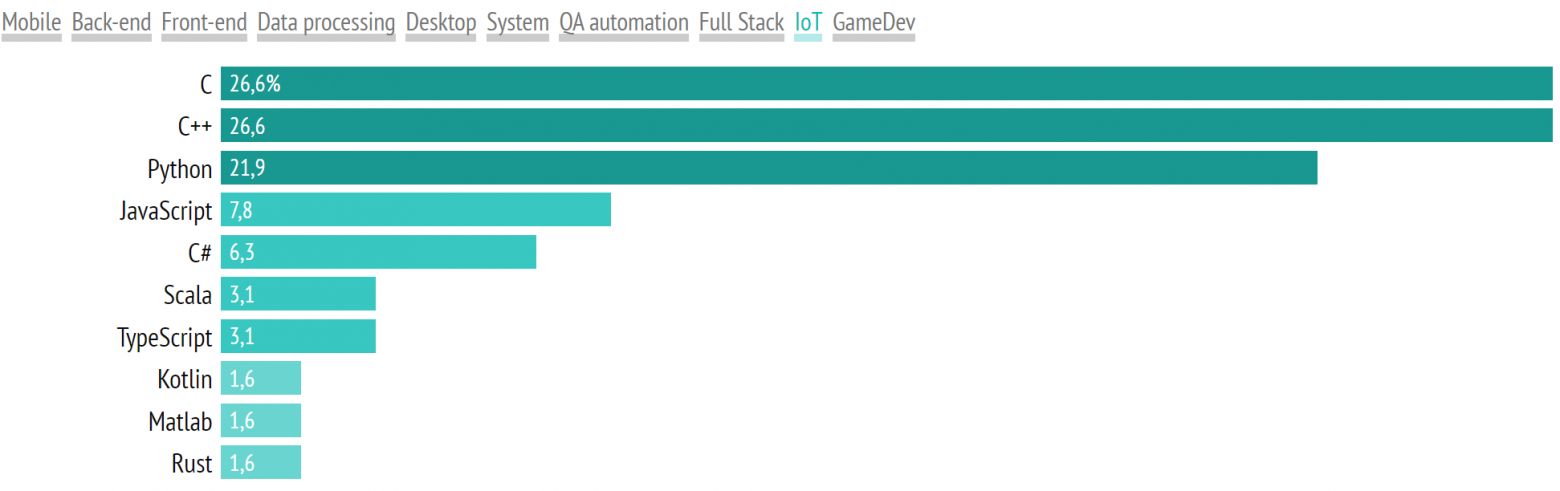 Mobile Back-end Front-end Data processing Desktop System QA automation Full Stack IoT GameDev
C 26,6%
C++ 26,6
Python 21,9
JavaScript 7,8
C# 6,3
Scala 3,1
TypeScript 3,1
Kotlin 1,6
Matlab 1,6
Rust 1,6